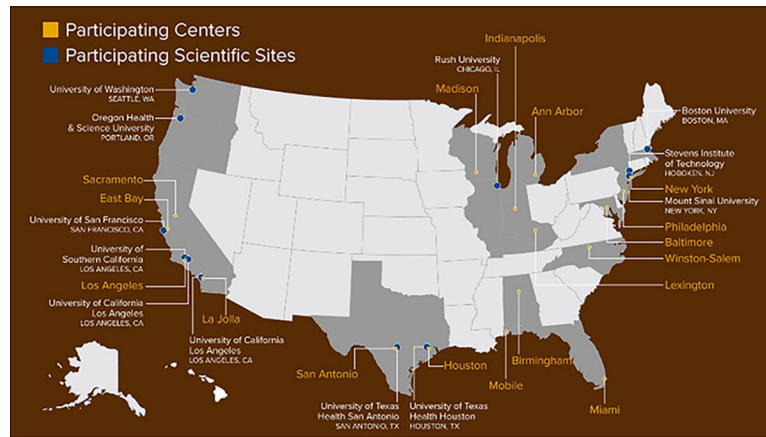 Participating Centers
Participating Scientific Sites
Indianapolis
Rush University
CHICAGO, IL
Madison
Ann Arbor
University of Washington
SEATTLE, WA
Oregon Health
& Science University
PORTLAND, OR
Boston University
BOSTON, MA
Stevens Institute
of Technology
HOBOKEN, NJ
New York
Mount Sinai University
NEW YORK, NY
Philadelphia
Baltimore
Winston-Salem
Lexington
Sacramento
East Bay
University of San Francisco
SAN FRANCISCO, CA
University of
Southern California
LOS ANGELES, CA
Los Angeles
University of California
Los Angeles
LOS ANGELES, CA
La Jolla
University of California
Los Angeles
LOS ANGELES, CA
San Antonio
University of Texas
Health San Antonio
SAN ANTONIO, TX
University of Texas
Health Houston
HOUSTON, TX
Houston
Birmingham
Mobile
Miami